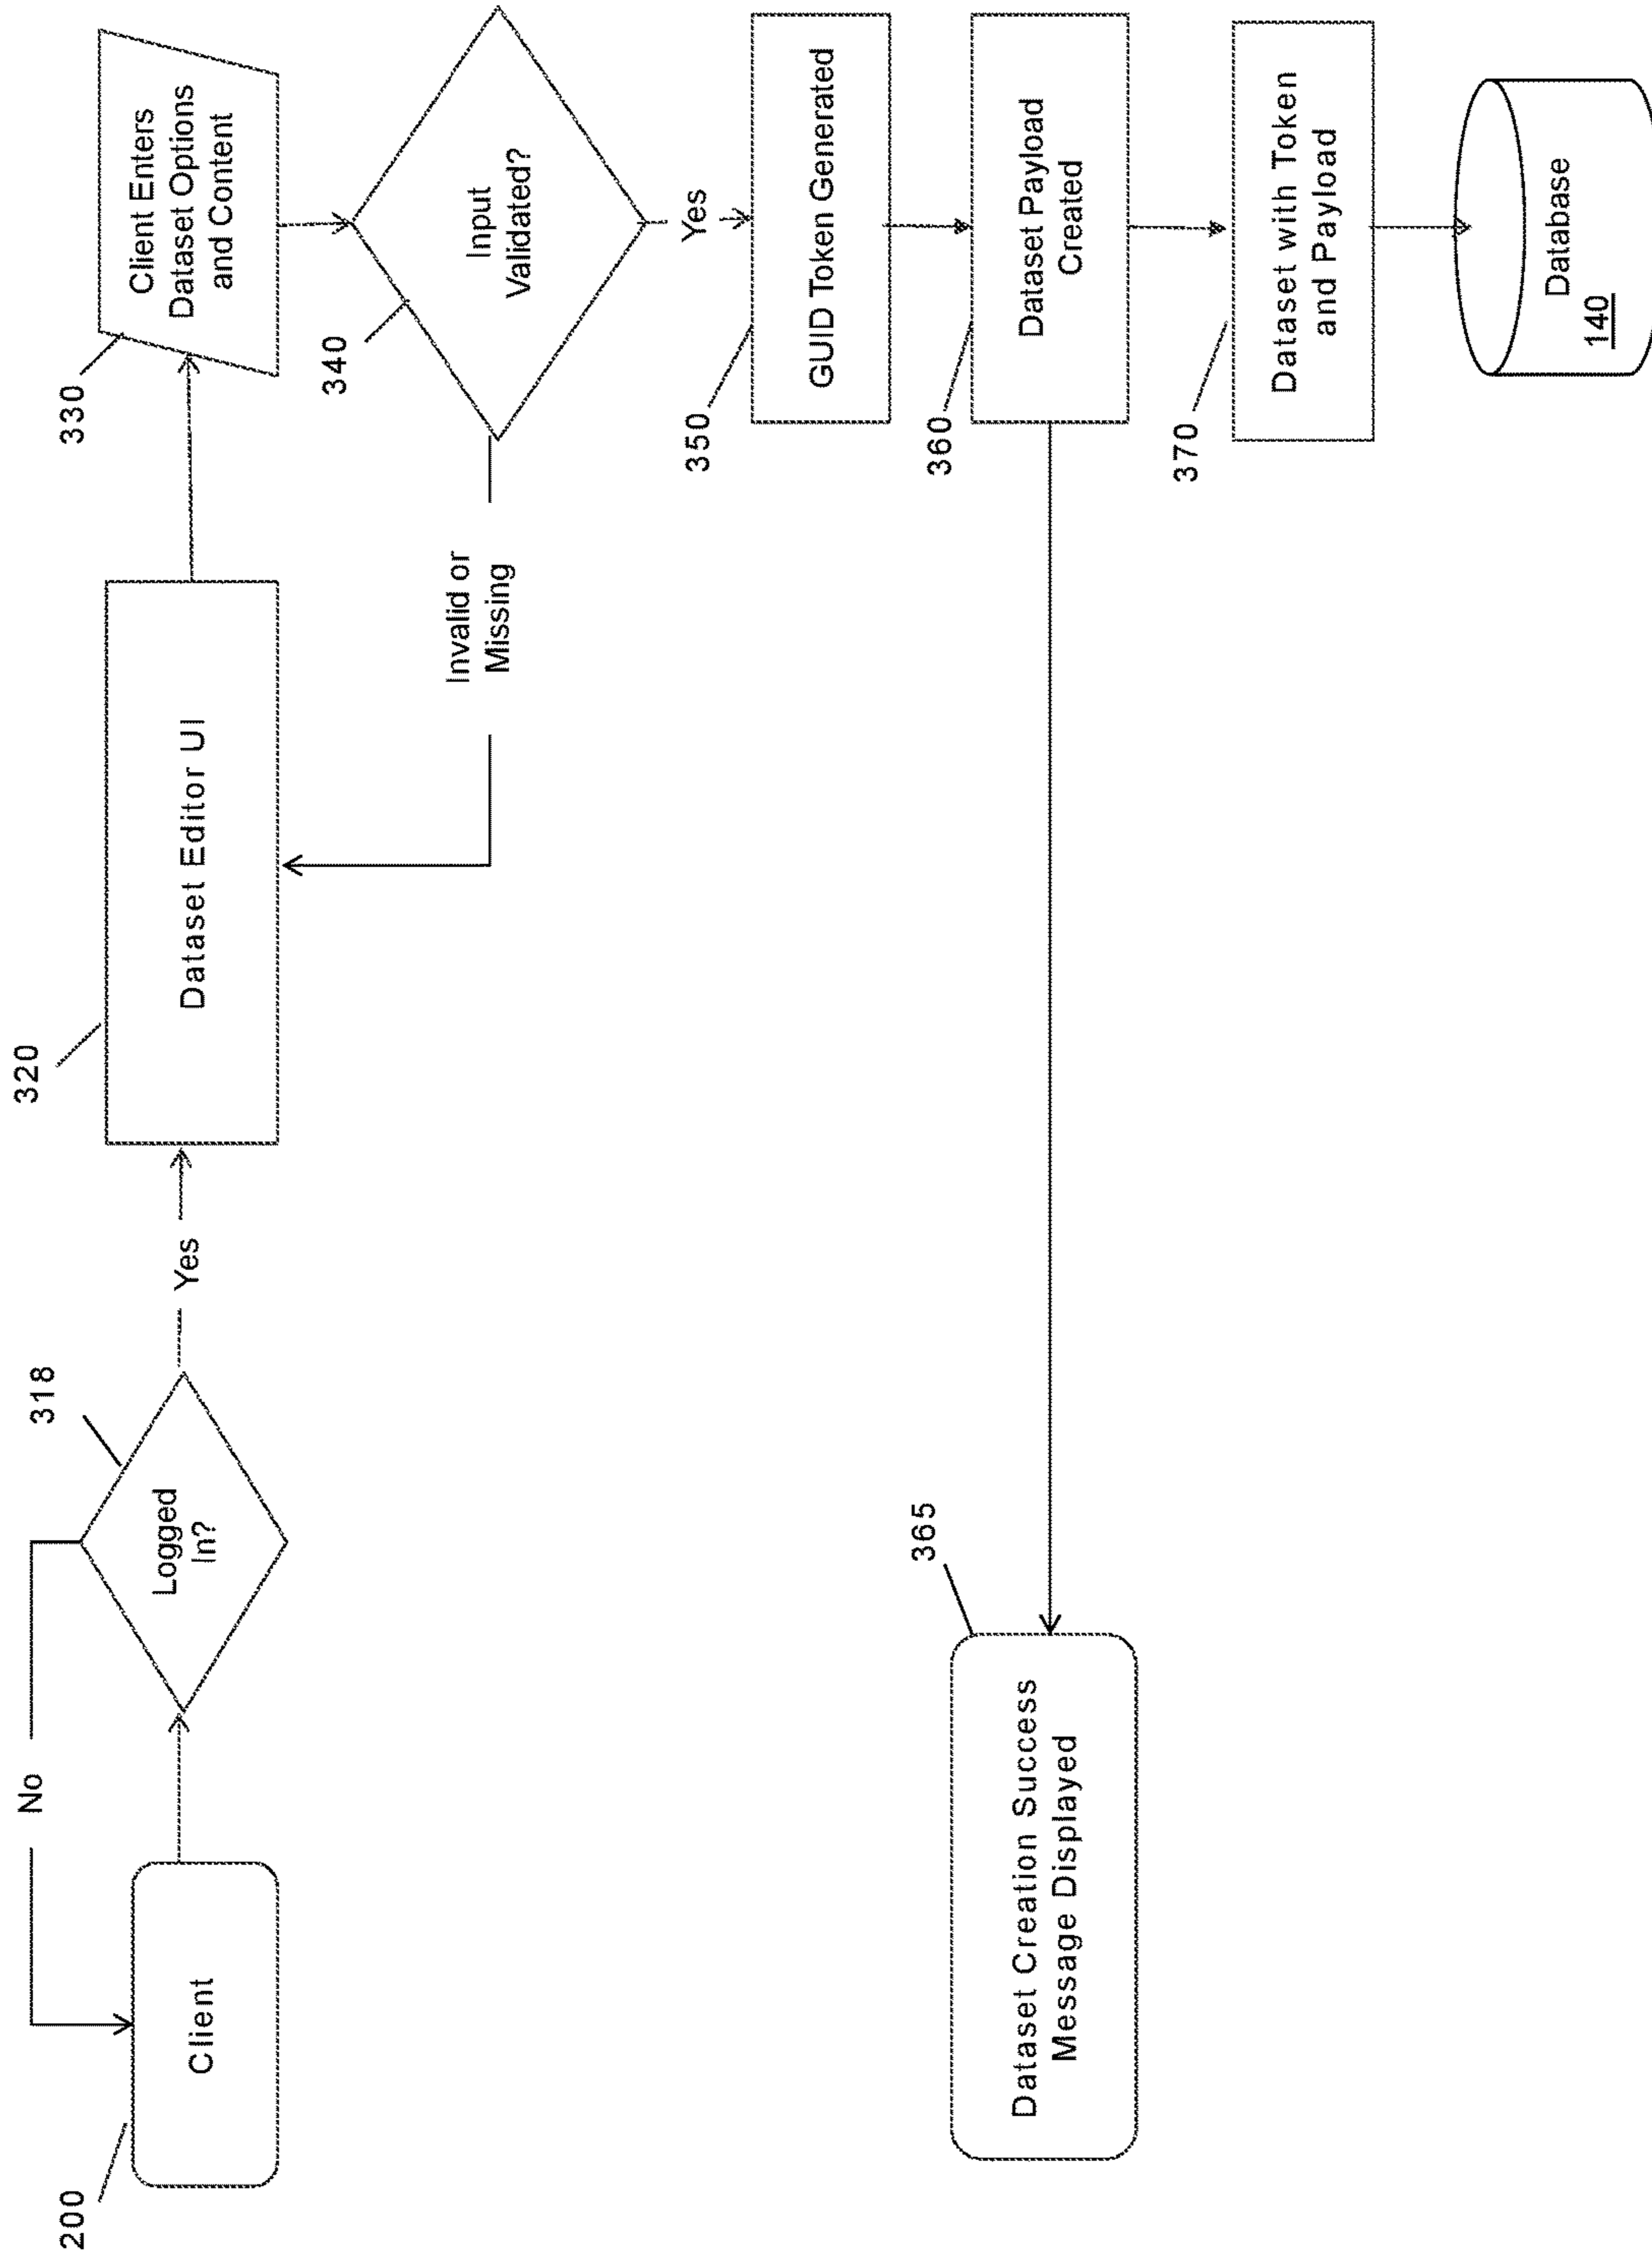 No
318
320
330
200
Client
Logged
In?
Yes
Dataset Editor UI
Client Enters
Dataset Options
and Content
Invalid or
Missing
340
Input
Validated?
Yes
350
GUID Token Generated
365
Dataset Creation Success
Message Displayed
360
Dataset Payload
Created
370
Dataset with Token
and Payload
Database
140